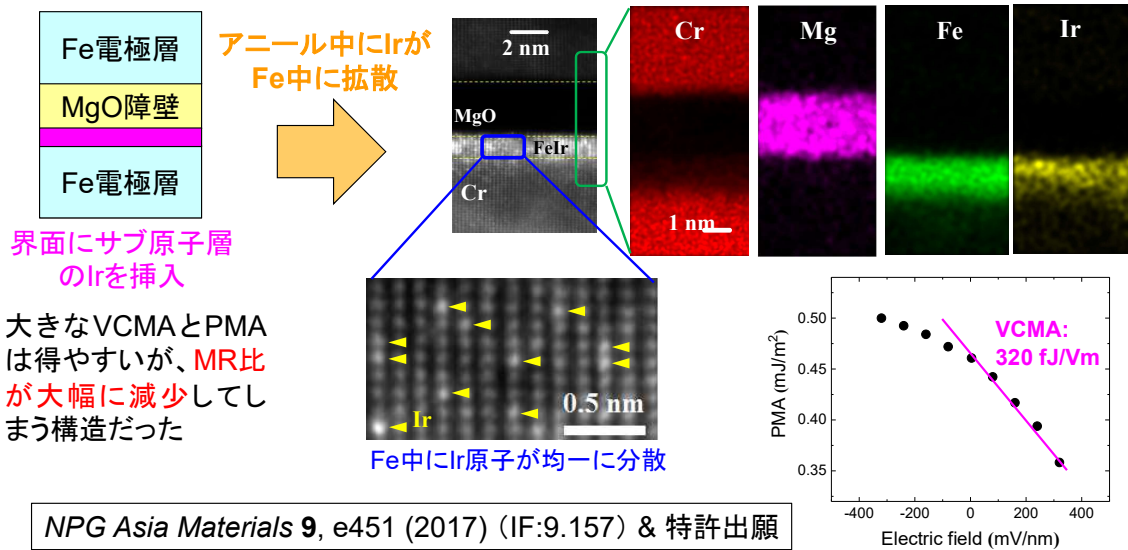 Fe電極層
MgO障壁
Fe電極層
界面にサブ原子層
のIrを挿入
アニール中にIrが
Fe中に拡散
2 nm
MgO
FeIr
Cr
Cr
1 nm
Mg
Fe
Ir
大きなVCMAとPMA
は得やすいが、MR比
が大幅に減少してし
まう構造だった
Ir
0.5 nm
Fe中にIr原子が均一に分散
VCMA:
320 fJ/Vm
PMA (mJ/m²)
0.50
0.45
0.40
0.35
-400 -200 0 200 400
Electric field (mV/nm)
NPG Asia Materials 9, e451 (2017) （IF:9.157） & 特許出願